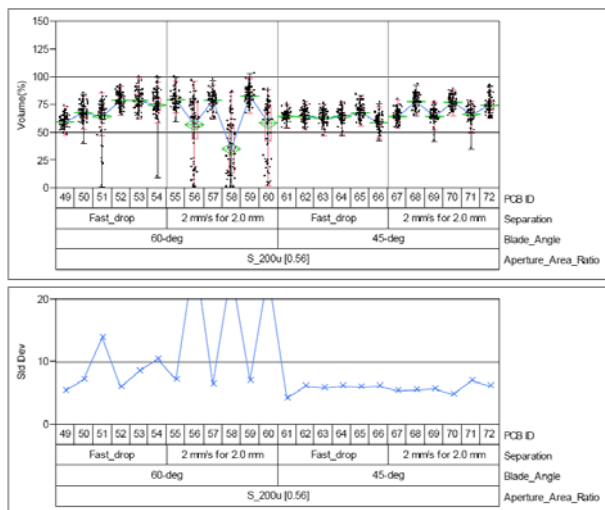 150
125
100
75
50
25
0
Volume(%)
49 50 51 52 53 54 55 56 57 58 59 60 61 62 63 64 65 66 67 68 69 70 71 72 PCB ID
Fast_drop 2 mm/s for 2.0 mm Fast_drop 2 mm/s for 2.0 mm Separation
60-deg 45-deg Blade_Angle
S_200u [0.56] Aperture_Area_Ratio
20
10
0
Std Dev
49 50 51 52 53 54 55 56 57 58 59 60 61 62 63 64 65 66 67 68 69 70 71 72 PCB ID
Fast_drop 2 mm/s for 2.0 mm Fast_drop 2 mm/s for 2.0 mm Separation
60-deg 45-deg Blade_Angle
S_200u [0.56] Aperture_Area_Ratio